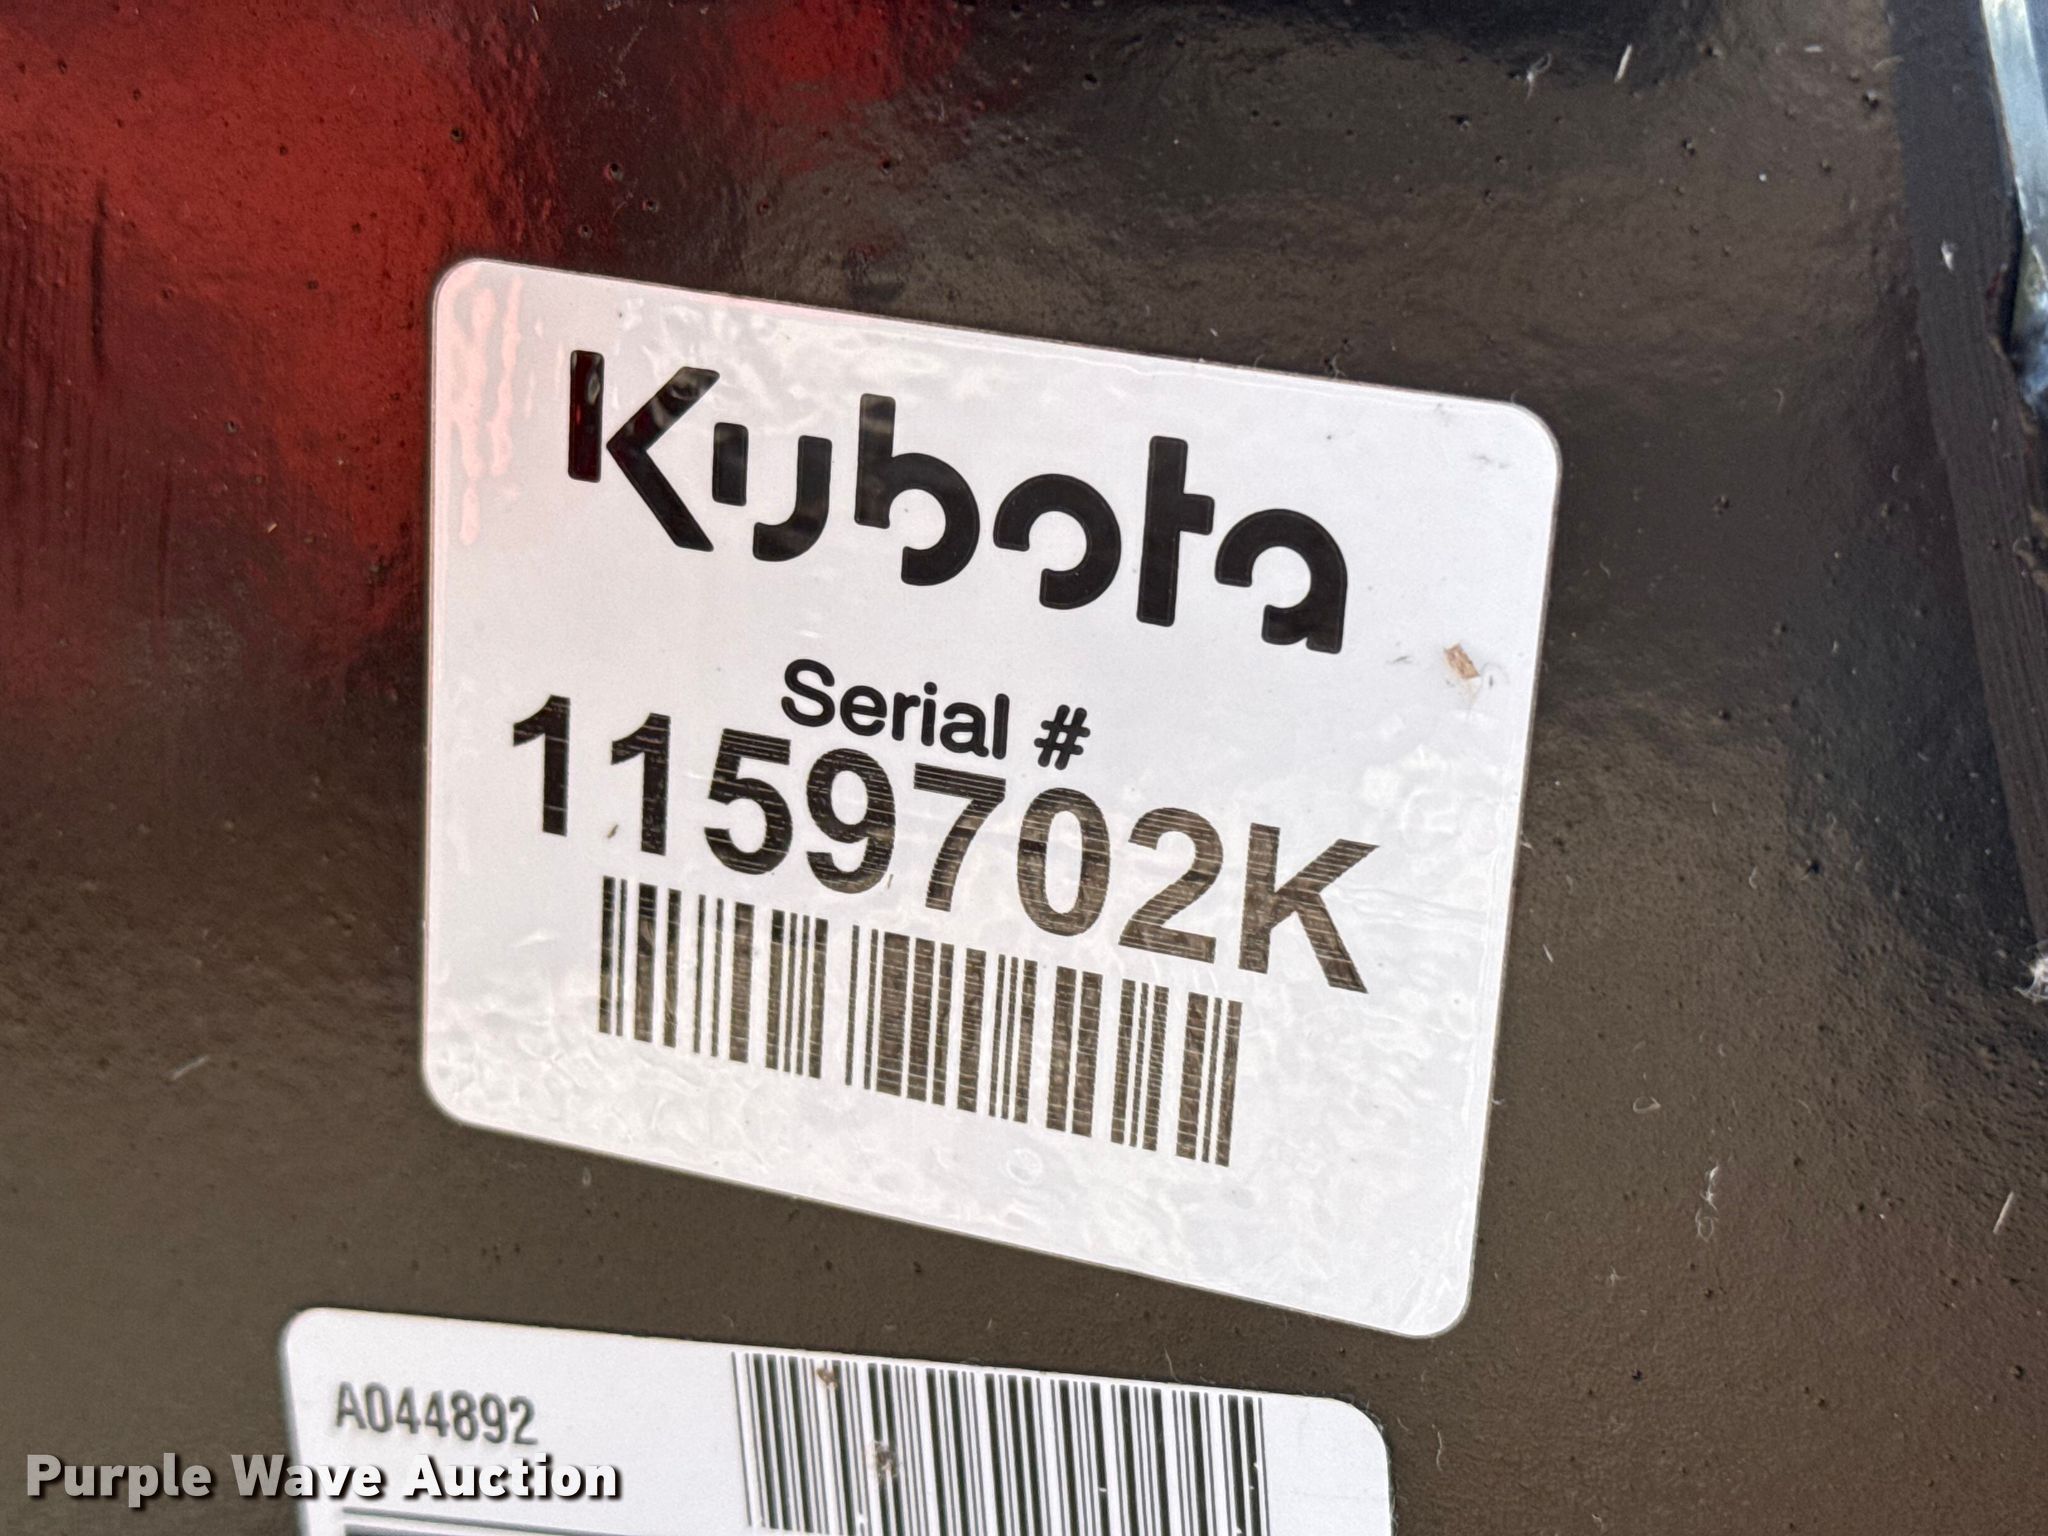 Kubota
Serial #
1159702K
A044892
Purple Wave Auction